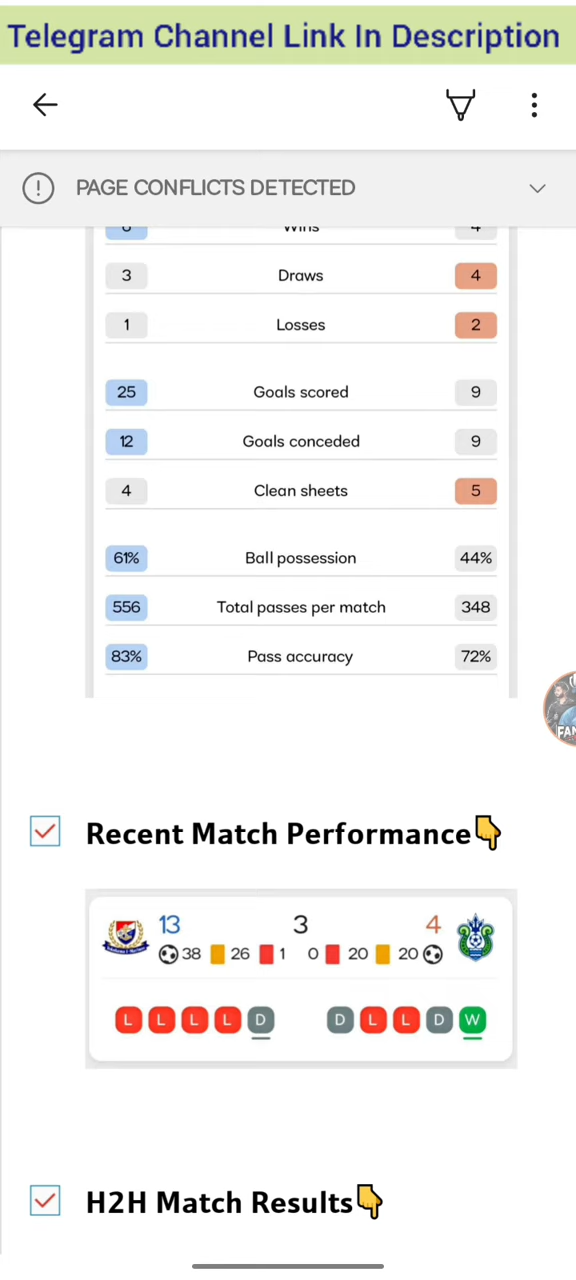 Telegram Channel Link In Description
PAGE CONFLICTS DETECTED
Wins
3 Draws 4
1 Losses 2
25 Goals scored 9
12 Goals conceded 9
4 Clean sheets 5
61% Ball possession 44%
556 Total passes per match 348
83% Pass accuracy 72%
FAN
Recent Match Performance
13 3 4
38 26 1 0 20 20
L L L L D D L L D W
H2H Match Results